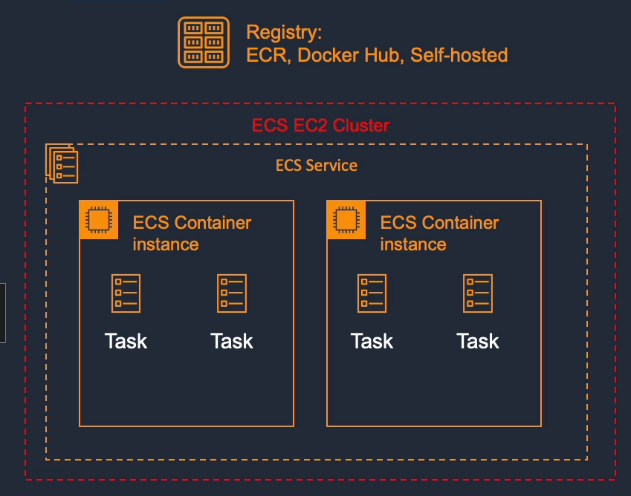 Registry:
ECR, Docker Hub, Self-hosted
ECS EC2 Cluster
ECS Service
ECS Container
instance
Task
Task
ECS Container
instance
Task
Task